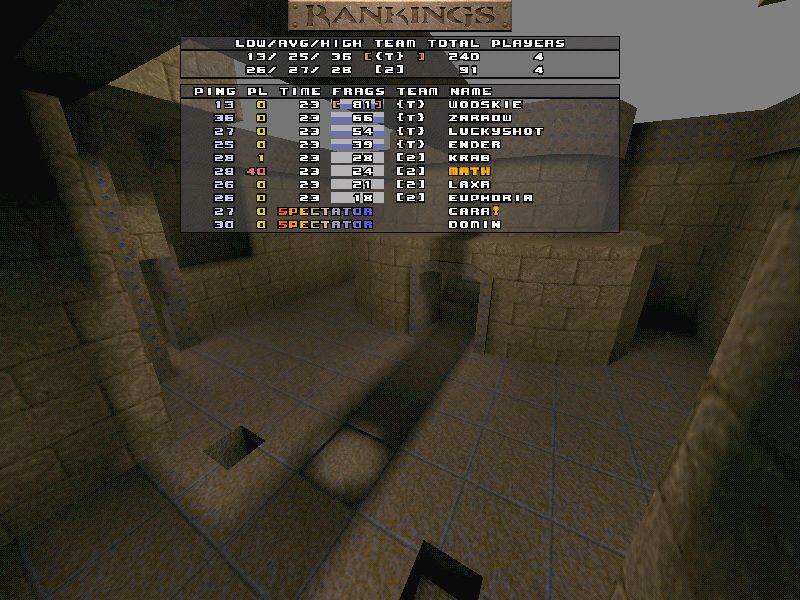 RANKINGS
LOW/AVG/HIGH TEAM TOTAL PLAYERS
13/ 25/ 36 [{T} ] 240 4
26/ 27/ 28 [2] 91 4
PING PL TIME FRAGS TEAM NAME
13 0 23 [ 81] {T} WODSKIE
36 0 23 66 {T} ZARROW
27 0 23 54 {T} LUCKYSHOT
25 0 23 39 {T} ENDER
28 1 23 28 [2] KRAB
28 40 23 24 [2] MATH
26 0 23 21 [2] LAXR
26 0 23 18 [2] EUPHORIA
27 0 SPECTATOR CARA!
30 0 SPECTATOR DOMIN